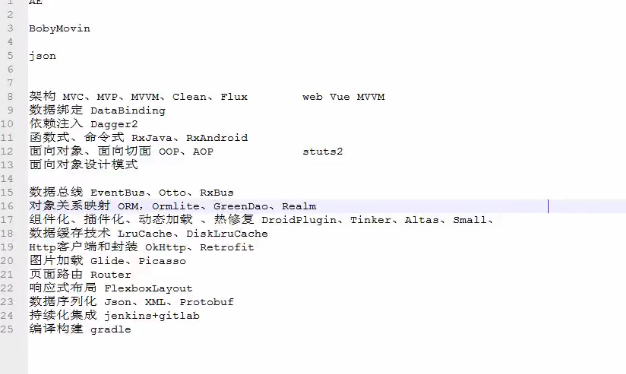 1 AE
2
3 BobyMovin
4
5 json
6
7
8 架构 MVC、MVP、MVVM、Clean、Flux web Vue MVVM
9 数据绑定 DataBinding
10 依赖注入 Dagger2
11 函数式、命令式 RxJava、RxAndroid
12 面向对象、面向切面 OOP、AOP stuts2
13 面向对象设计模式
14
15 数据总线 EventBus、Otto、RxBus
16 对象关系映射 ORM，Ormlite、GreenDao、Realm
17 组件化、插件化、动态加载 、热修复 DroidPlugin、Tinker、Altas、Small、
18 数据缓存技术 LruCache、DiskLruCache
19 Http客户端和封装 OkHttp、Retrofit
20 图片加载 Glide、Picasso
21 页面路由 Router
22 响应式布局 FlexboxLayout
23 数据序列化 Json、XML、Protobuf
24 持续化集成 jenkins+gitlab
25 编译构建 gradle